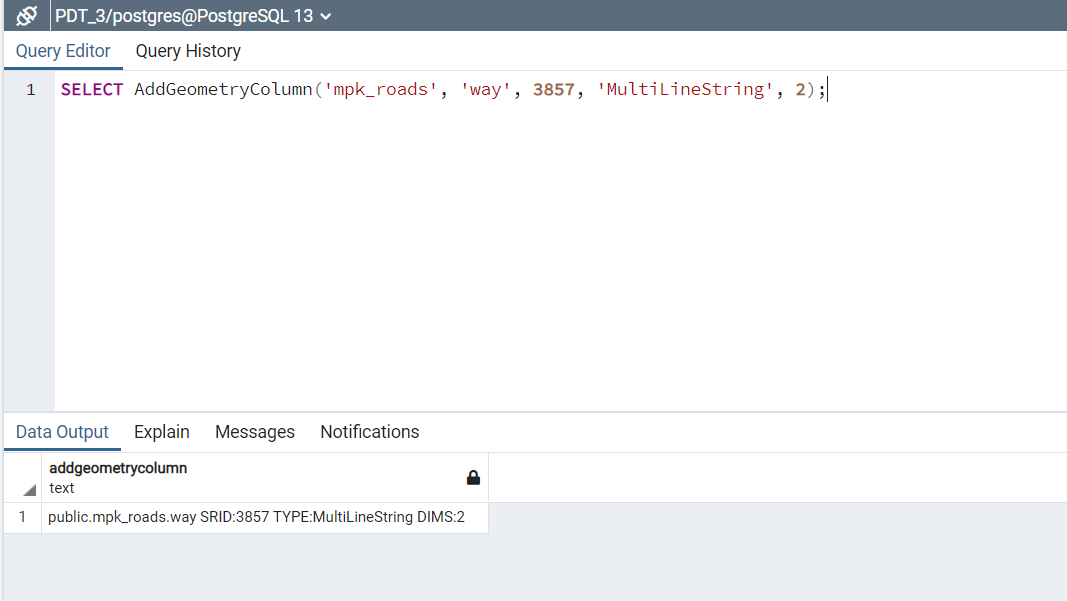 PDT_3/postgres@PostgreSQL 13
Query Editor Query History
1 SELECT AddGeometryColumn('mpk_roads', 'way', 3857, 'MultiLineString', 2);
Data Output Explain Messages Notifications
addgeometrycolumn
text
1 public.mpk_roads.way SRID:3857 TYPE:MultiLineString DIMS:2